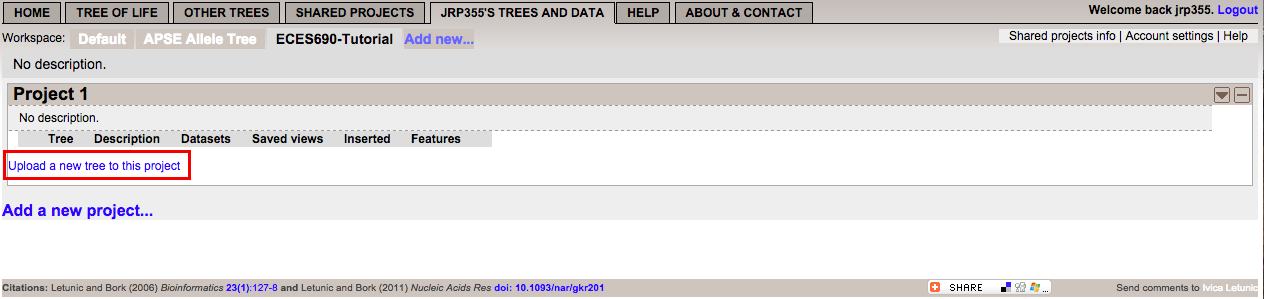 HOME TREE OF LIFE OTHER TREES SHARED PROJECTS JRP355'S TREES AND DATA HELP ABOUT & CONTACT Welcome back jrp355. Logout
Workspace: Default APSE Allele Tree ECES690-Tutorial Add new... Shared projects info | Account settings | Help
No description.
Project 1
No description.
Tree Description Datasets Saved views Inserted Features
Upload a new tree to this project
Add a new project...
Citations: Letunic and Bork (2006) Bioinformatics 23(1):127-8 and Letunic and Bork (2011) Nucleic Acids Res doi: 10.1093/nar/gkr201 SHARE ... Send comments to Ivica Letunic